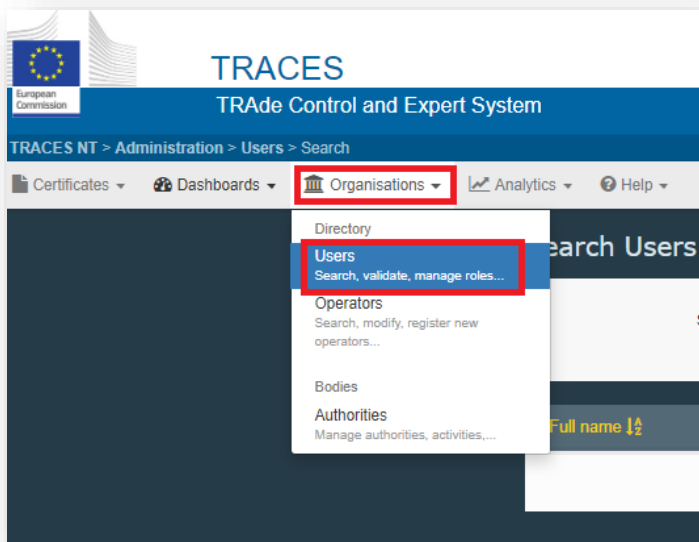 European
Commission
TRACES
TRAde Control and Expert System
TRACES NT > Administration > Users > Search
Certificates Dashboards Organisations Analytics Help
Directory
Users
Search, validate, manage roles...
Operators
Search, modify, register new
operators...
Bodies
Authorities
Manage authorities, activities,...
earch Users
Full name